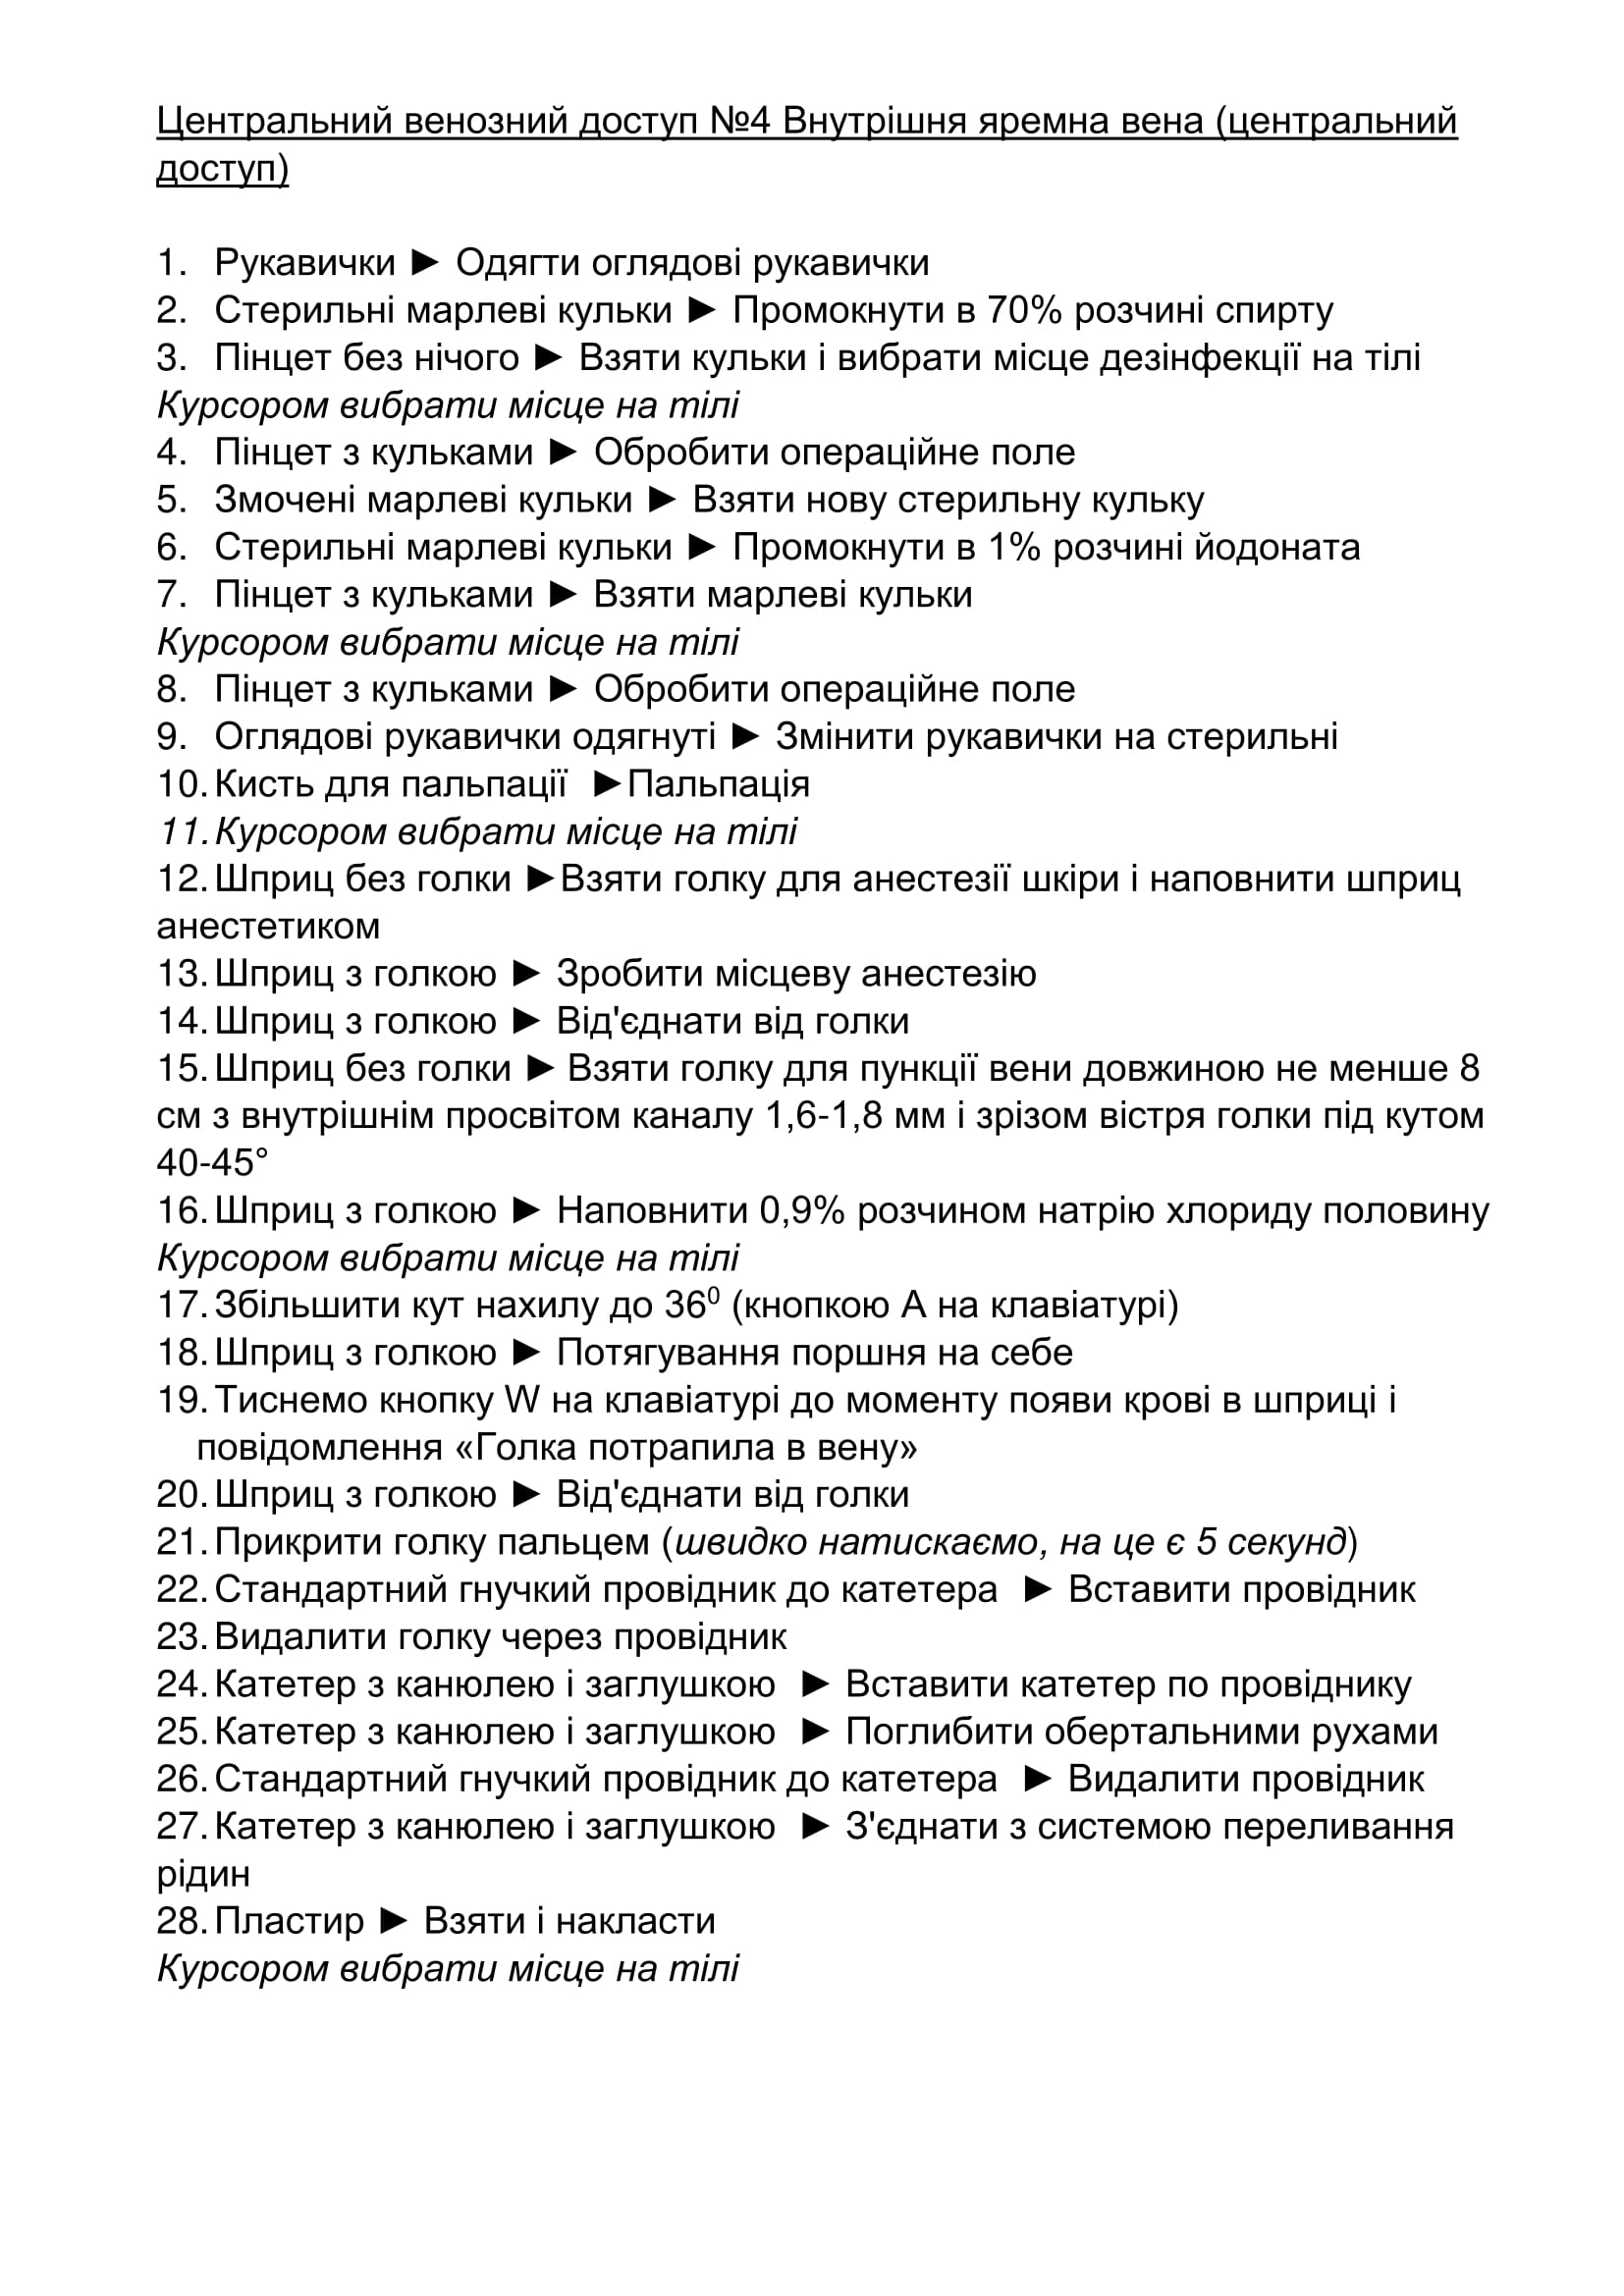 Центральний венозний доступ №4 Внутрішня яремна вена (центральний
доступ)
1. Рукавички ► Одягти оглядові рукавички
2. Стерильні марлеві кульки ► Промокнути в 70% розчині спирту
3. Пінцет без нічого ► Взяти кульки і вибрати місце дезінфекції на тілі
Курсором вибрати місце на тілі
4. Пінцет з кульками ► Обробити операційне поле
5. Змочені марлеві кульки ► Взяти нову стерильну кульку
6. Стерильні марлеві кульки ► Промокнути в 1% розчині йодоната
7. Пінцет з кульками ► Взяти марлеві кульки
Курсором вибрати місце на тілі
8. Пінцет з кульками ► Обробити операційне поле
9. Оглядові рукавички одягнуті ► Змінити рукавички на стерильні
10. Кисть для пальпації ►Пальпація
11. Курсором вибрати місце на тілі
12. Шприц без голки ►Взяти голку для анестезії шкіри і наповнити шприц
анестетиком
13. Шприц з голкою ► Зробити місцеву анестезію
14. Шприц з голкою ► Від'єднати від голки
15. Шприц без голки ► Взяти голку для пункції вени довжиною не менше 8
см з внутрішнім просвітом каналу 1,6-1,8 мм і зрізом вістря голки під кутом
40-45°
16. Шприц з голкою ► Наповнити 0,9% розчином натрію хлориду половину
Курсором вибрати місце на тілі
17. Збільшити кут нахилу до 36⁰ (кнопкою А на клавіатурі)
18. Шприц з голкою ► Потягування поршня на себе
19. Тиснемо кнопку W на клавіатурі до моменту появи крові в шприці і
повідомлення «Голка потрапила в вену»
20. Шприц з голкою ► Від'єднати від голки
21. Прикрити голку пальцем (швидко натискаємо, на це є 5 секунд)
22. Стандартний гнучкий провідник до катетера ► Вставити провідник
23. Видалити голку через провідник
24. Катетер з канюлею і заглушкою ► Вставити катетер по провіднику
25. Катетер з канюлею і заглушкою ► Поглибити обертальними рухами
26. Стандартний гнучкий провідник до катетера ► Видалити провідник
27. Катетер з канюлею і заглушкою ► З'єднати з системою переливання
рідин
28. Пластир ► Взяти і накласти
Курсором вибрати місце на тілі